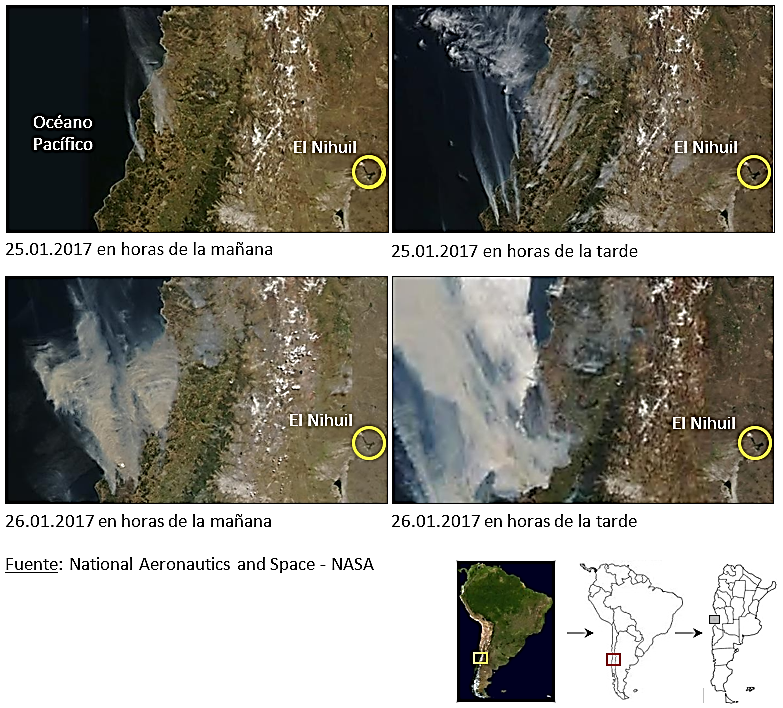 Océano
Pacífico
El Nihuil
El Nihuil
25.01.2017 en horas de la mañana
25.01.2017 en horas de la tarde
El Nihuil
El Nihuil
26.01.2017 en horas de la mañana
26.01.2017 en horas de la tarde
Fuente: National Aeronautics and Space - NASA